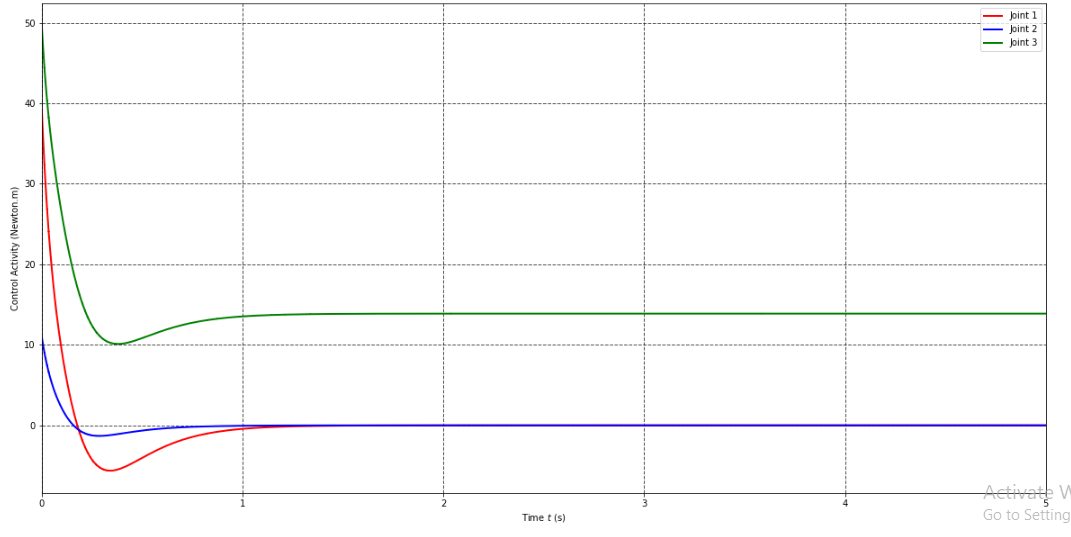 Joint 1
Joint 2
Joint 3
Control Activity (Newton.m)
50
40
30
20
10
0
0
1
2
3
4
5
Time t (s)
Activate W
Go to Setting